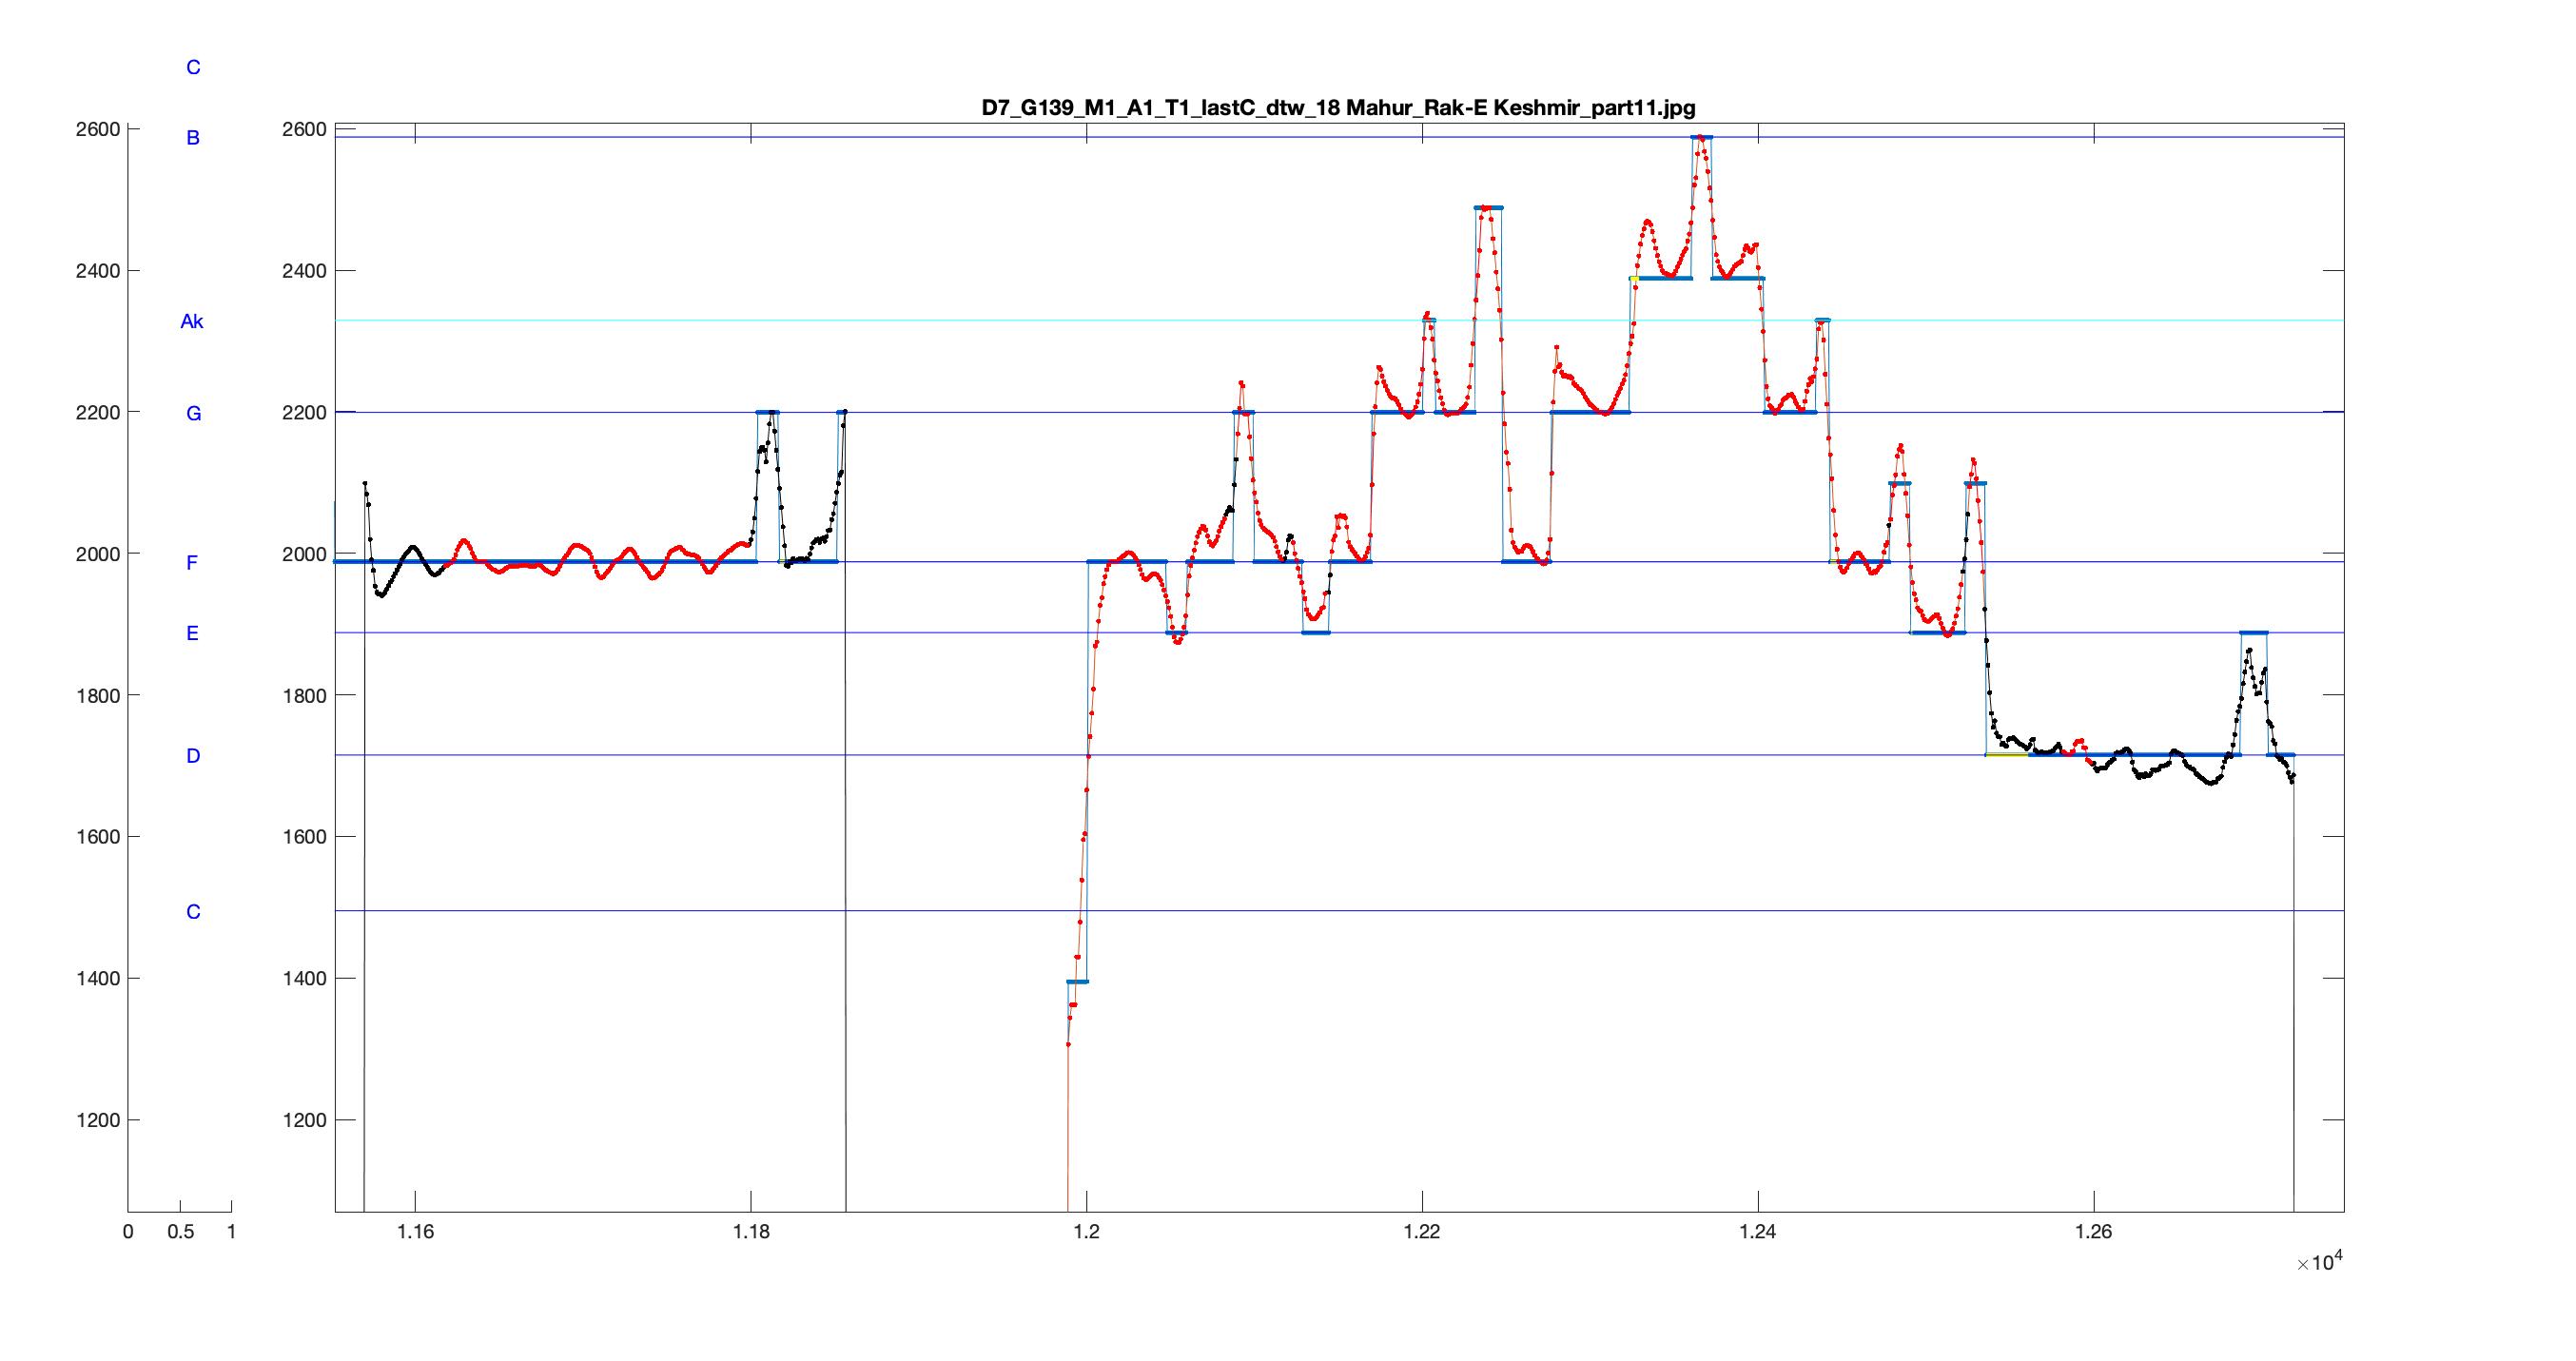 C
D7_G139_M1_A1_T1_lastC_dtw_18 Mahur_Rak-E Keshmir_part11.jpg
2600 B 2600
2400 2400
Ak
2200 G 2200
2000 F 2000
E
1800 1800
D
1600 1600
C
1400 1400
1200 1200
0 0.5 1 1.16 1.18 1.2 1.22 1.24 1.26
×10^4